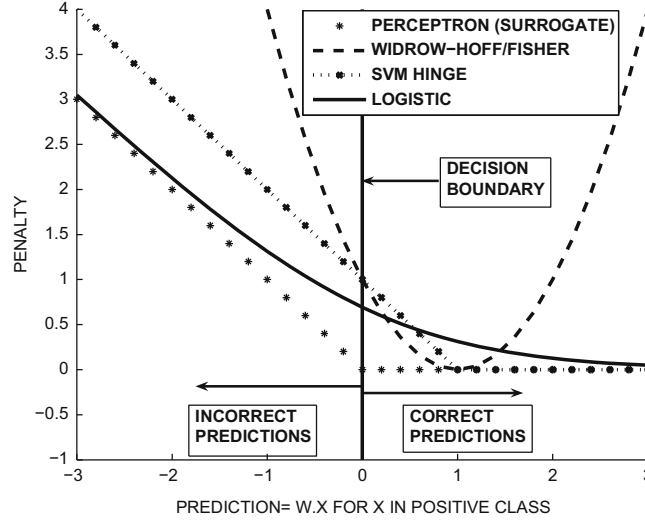 4
3.5
3
2.5
2
1.5
1
0.5
0
−0.5
−1
PENALTY
PERCEPTRON (SURROGATE)
WIDROW−HOFF/FISHER
SVM HINGE
LOGISTIC
DECISION
BOUNDARY
INCORRECT
PREDICTIONS
CORRECT
PREDICTIONS
−3 −2 −1 0 1 2 3
PREDICTION= W.X FOR X IN POSITIVE CLASS